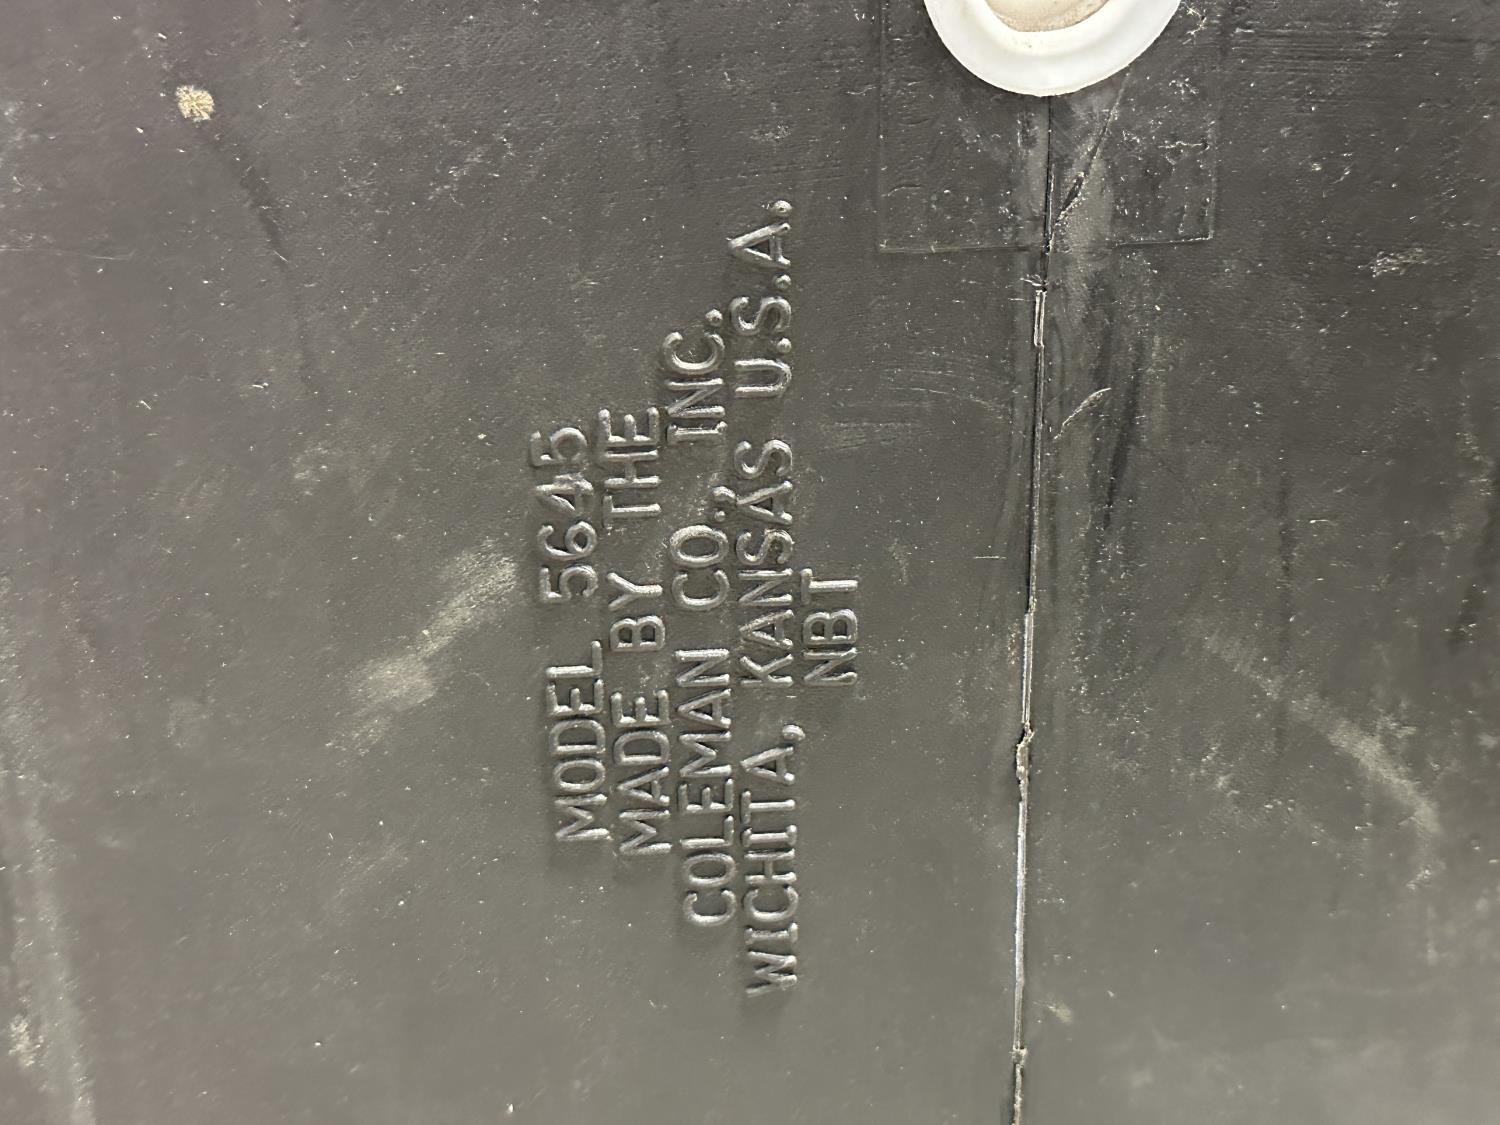 MODEL 5645
MADE BY THE
COLEMAN CO., INC.
WICHITA, KANSAS U.S.A.
NBT